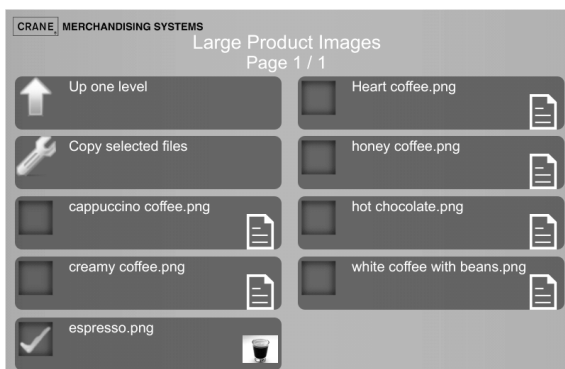 CRANE® MERCHANDISING SYSTEMS
Large Product Images
Page 1 / 1
Up one level
Copy selected files
cappuccino coffee.png
creamy coffee.png
espresso.png
Heart coffee.png
honey coffee.png
hot chocolate.png
white coffee with beans.png